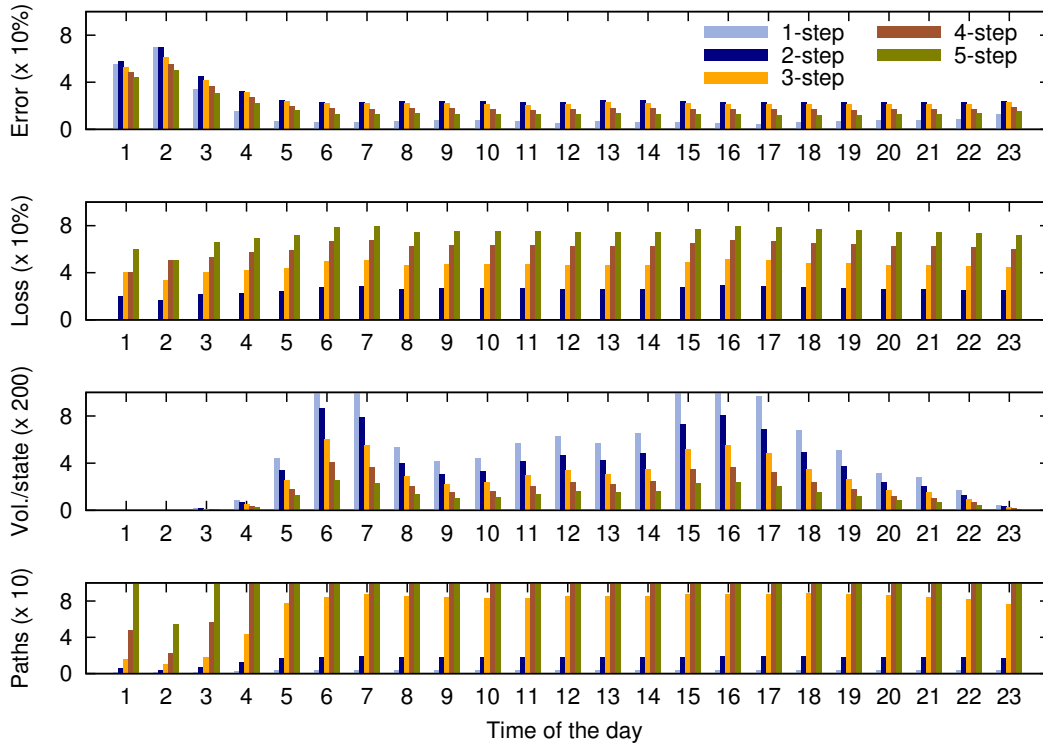 Error (x 10%)
8
4
0
1-step
2-step
3-step
4-step
5-step
1 2 3 4 5 6 7 8 9 10 11 12 13 14 15 16 17 18 19 20 21 22 23
Loss (x 10%)
8
4
0
1 2 3 4 5 6 7 8 9 10 11 12 13 14 15 16 17 18 19 20 21 22 23
Vol./state (x 200)
8
4
0
1 2 3 4 5 6 7 8 9 10 11 12 13 14 15 16 17 18 19 20 21 22 23
Paths (x 10)
8
4
0
1 2 3 4 5 6 7 8 9 10 11 12 13 14 15 16 17 18 19 20 21 22 23
Time of the day